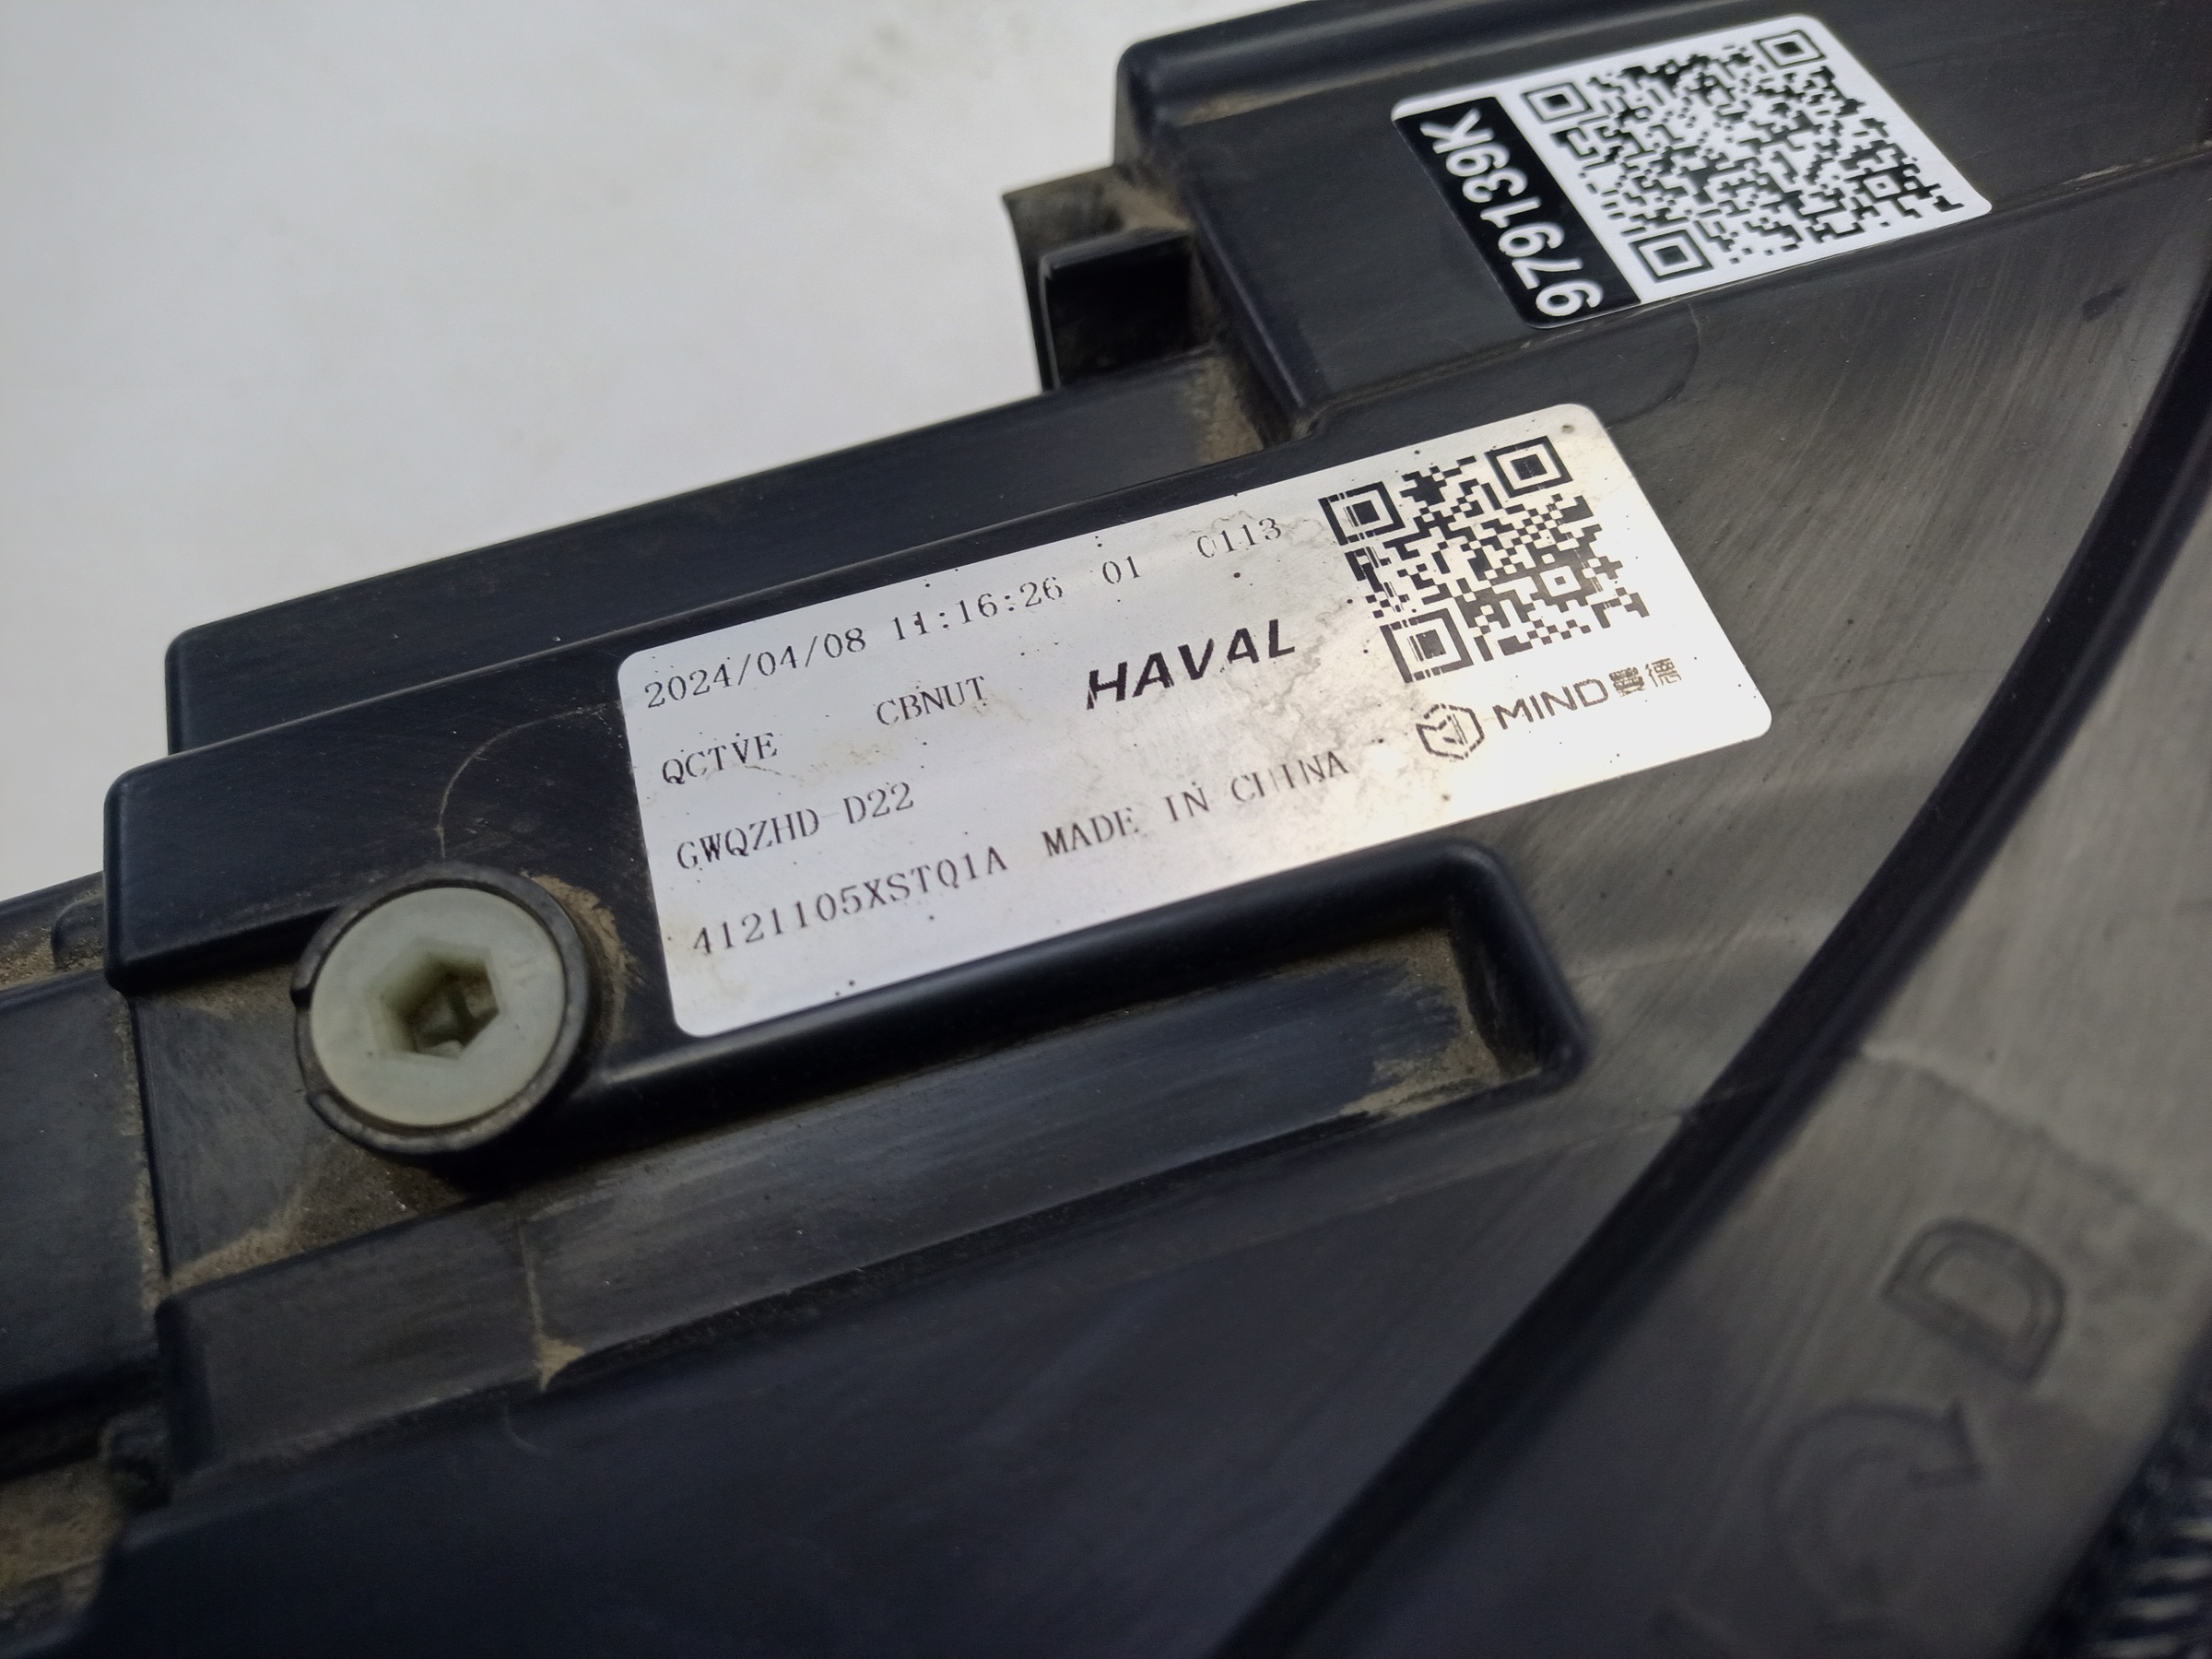 979139K
2024/04/08 11:16:26 01 0113
QCTVE CBNUT HAVAL
GWQZHD-D22
4121105XSTQ1A MADE IN CHINA
MIND曼德